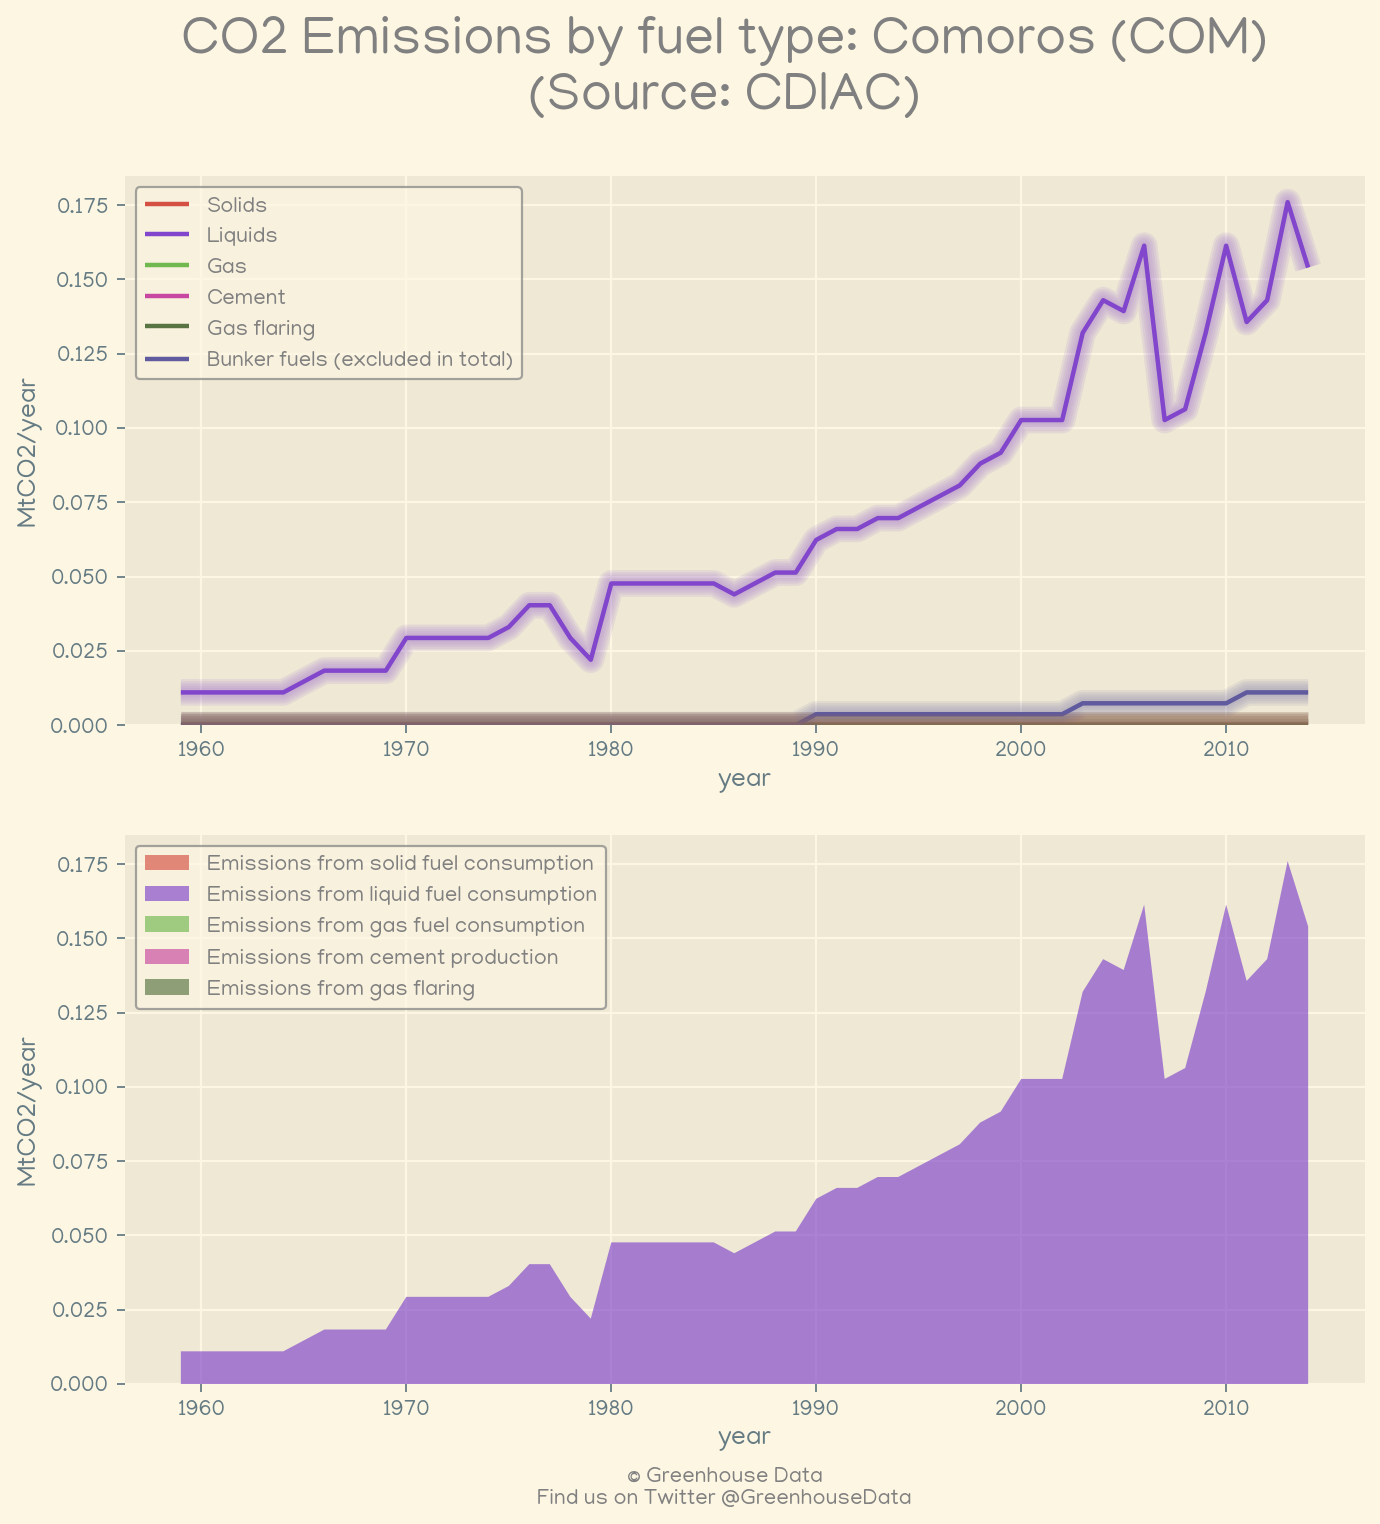 CO2 Emissions by fuel type: Comoros (COM)
(Source: CDIAC)
Solids
Liquids
Gas
Cement
Gas flaring
Bunker fuels (excluded in total)
0.175
0.150
0.125
0.100
0.075
0.050
0.025
0.000
MtCO2/year
1960 1970 1980 1990 2000 2010
year
Emissions from solid fuel consumption
Emissions from liquid fuel consumption
Emissions from gas fuel consumption
Emissions from cement production
Emissions from gas flaring
0.175
0.150
0.125
0.100
0.075
0.050
0.025
0.000
MtCO2/year
1960 1970 1980 1990 2000 2010
year
© Greenhouse Data
Find us on Twitter @GreenhouseData